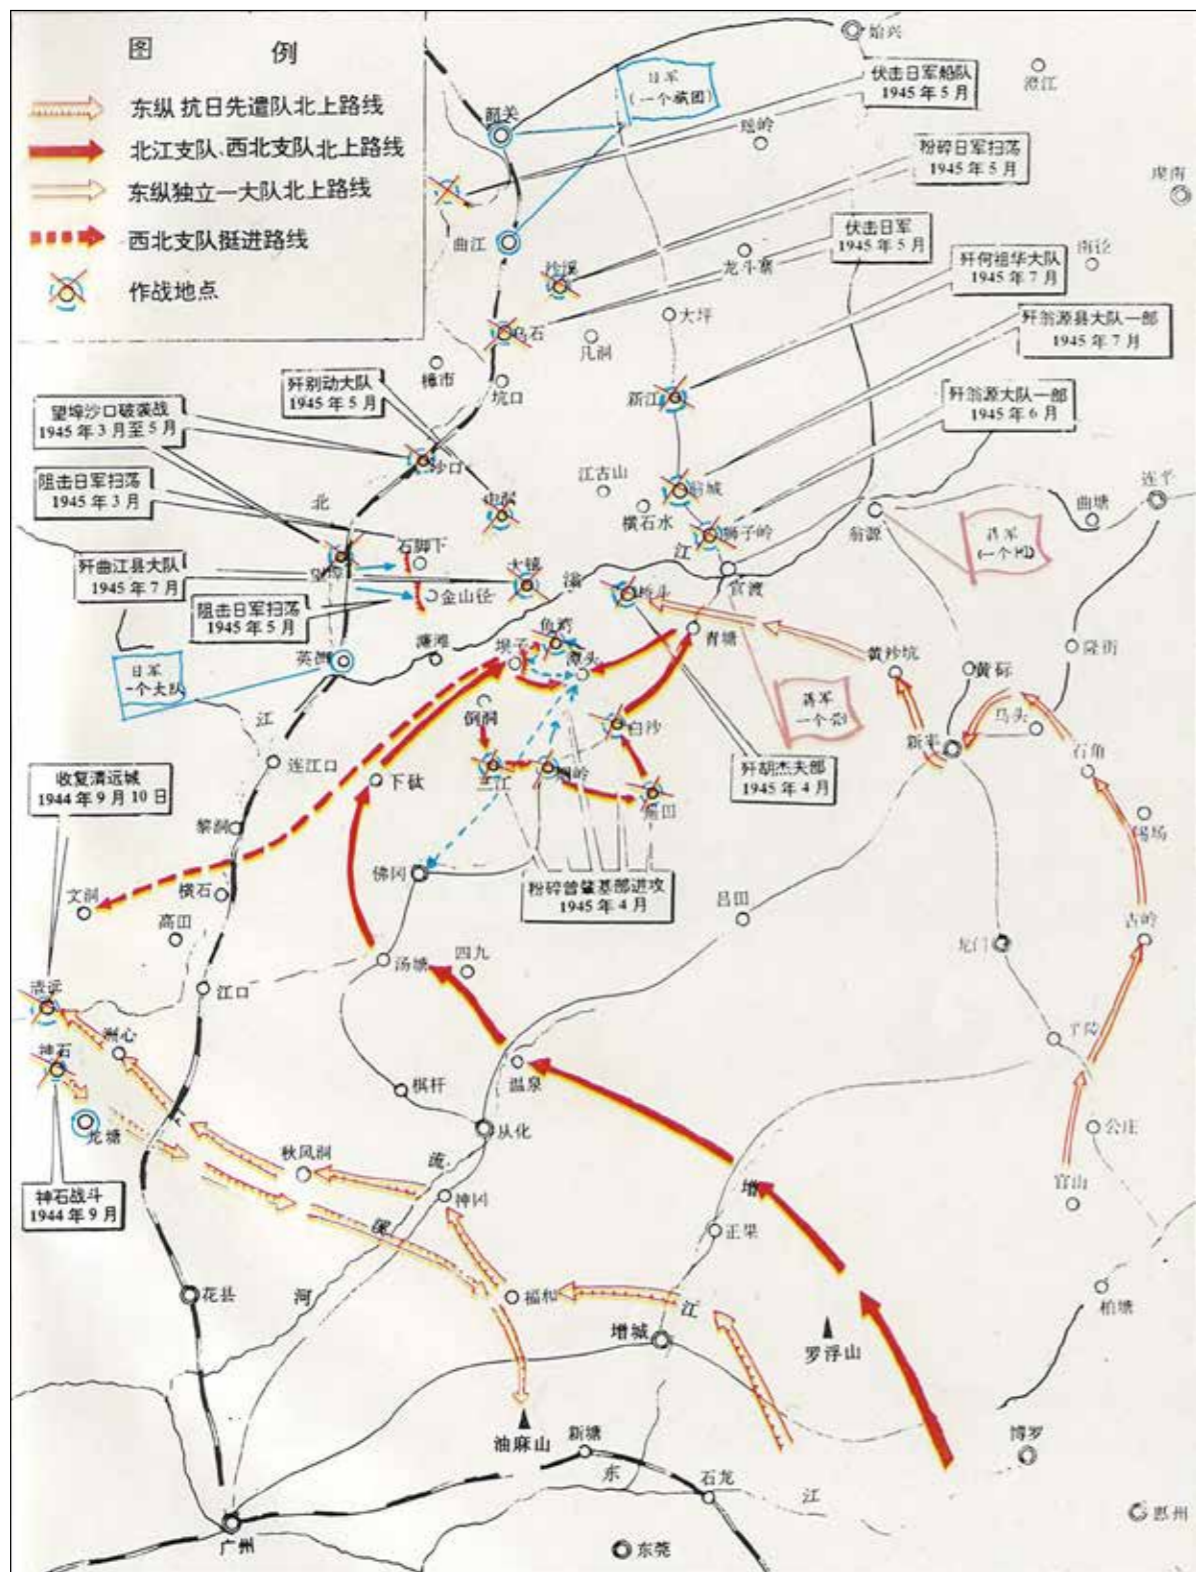 图 例
东纵抗日先遣队北上路线
北江支队、西北支队北上路线
东纵独立一大队北上路线
西北支队挺进路线
作战地点
始兴
日军
(一个旅团)
伏击日军船队
1945年5月
澄江
韶关
瑶岭
粉碎日军扫荡
1945年5月
虔南
曲江
伏击日军
1945年5月
沙溪
龙斗寨
歼何祖华大队
1945年7月
南径
大坪
乌石
凡洞
歼翁源县大队一部
1945年7月
樟市
坑口
歼别动大队
1945年5月
望埠沙口破袭战
1945年3月至5月
新江
歼翁源大队一部
1945年6月
沙口
阻击日军扫荡
1945年3月
北
江古山
翁城
横石水
狮子岭
翁源
曲塘
连平
蒋军
望埠
石脚下
歼曲江县大队
1945年7月
大镇
滃
江
官渡
金山径
阻击日军扫荡
1945年5月
桥斗
鱼湾
青塘
日军
一个大队
英德
濂滩
坝子
潭头
黄礤坑
黄砾
隆街
蒋军
江
倒洞
白沙
新丰
马头
石角
连江口
下砿
三江
烟岭
歼胡杰夫部
1945年4月
收复清远城
1944年9月10日
黎洞
锡场
文洞
横石
佛冈
粉碎曾肇基部进攻
1945年4月
吕田
高田
古岭
龙门
汤塘
四九
清远
江口
洲心
神石
温泉
棋杆
龙塘
从化
公庄
秋风洞
流
官山
神石战斗
1944年9月
神冈
溪
增
正果
花县
河
福和
江
柏塘
增城
罗浮山
油麻山
新塘
博罗
东
石龙
江
广州
东莞
惠州